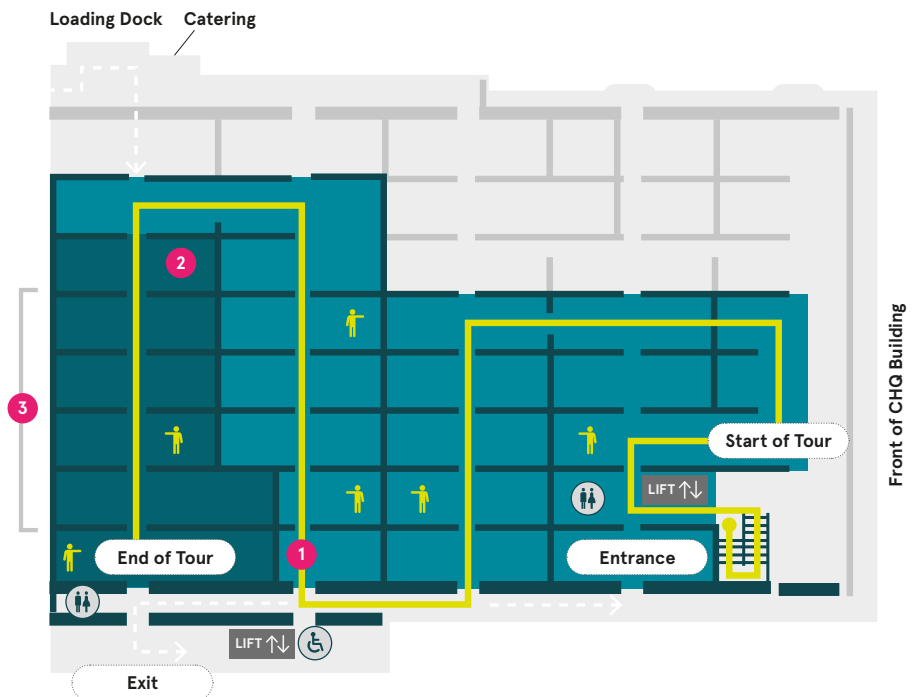 Loading Dock
Catering
2
3
Front of CHQ Building
Start of Tour
LIFT
End of Tour
1
Entrance
LIFT
Exit